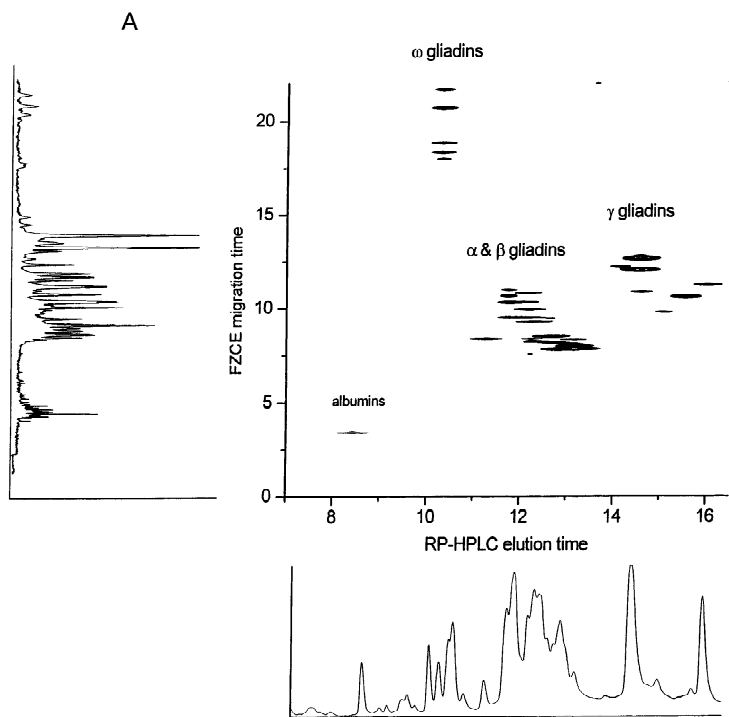 A
ω gliadins
γ gliadins
α & β gliadins
albumins
FZCE migration time
20
15
10
5
0
8
10
12
14
16
RP-HPLC elution time